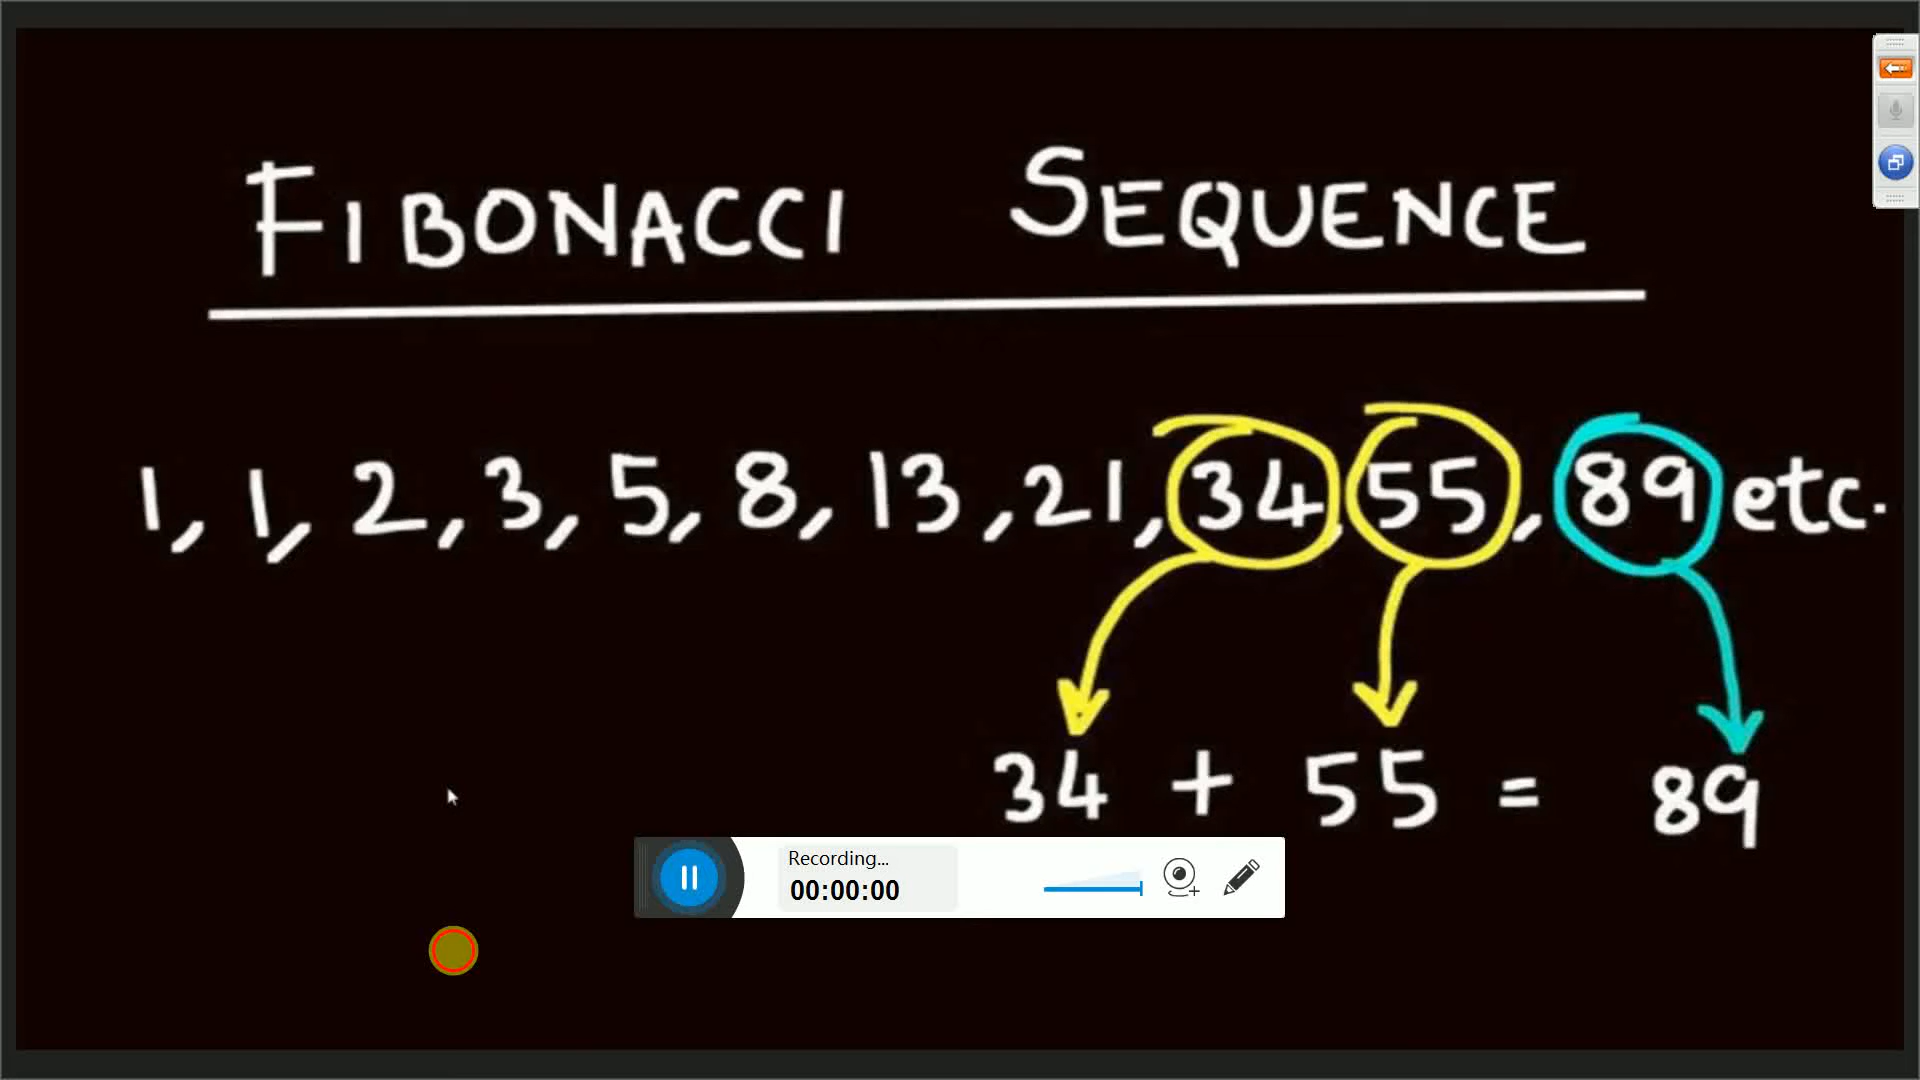 FIBONACCI SEQUENCE
1, 1, 2, 3, 5, 8, 13, 21, 34, 55, 89 etc.
34 + 55 = 89
Recording...
00:00:00